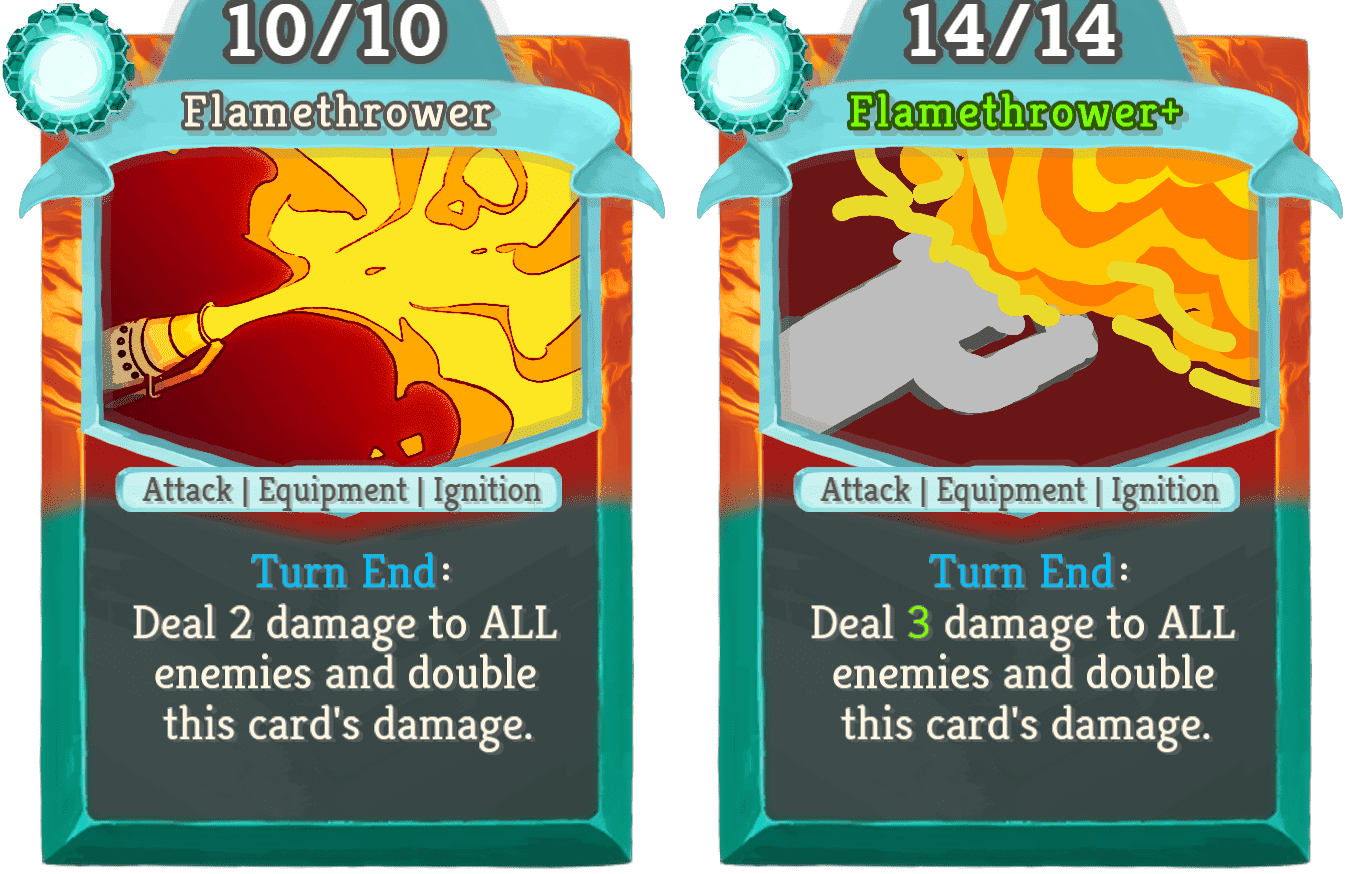 10/10
Flamethrower
Attack | Equipment | Ignition
Turn End:
Deal 2 damage to ALL
enemies and double
this card's damage.
14/14
Flamethrower+
Attack | Equipment | Ignition
Turn End:
Deal 3 damage to ALL
enemies and double
this card's damage.